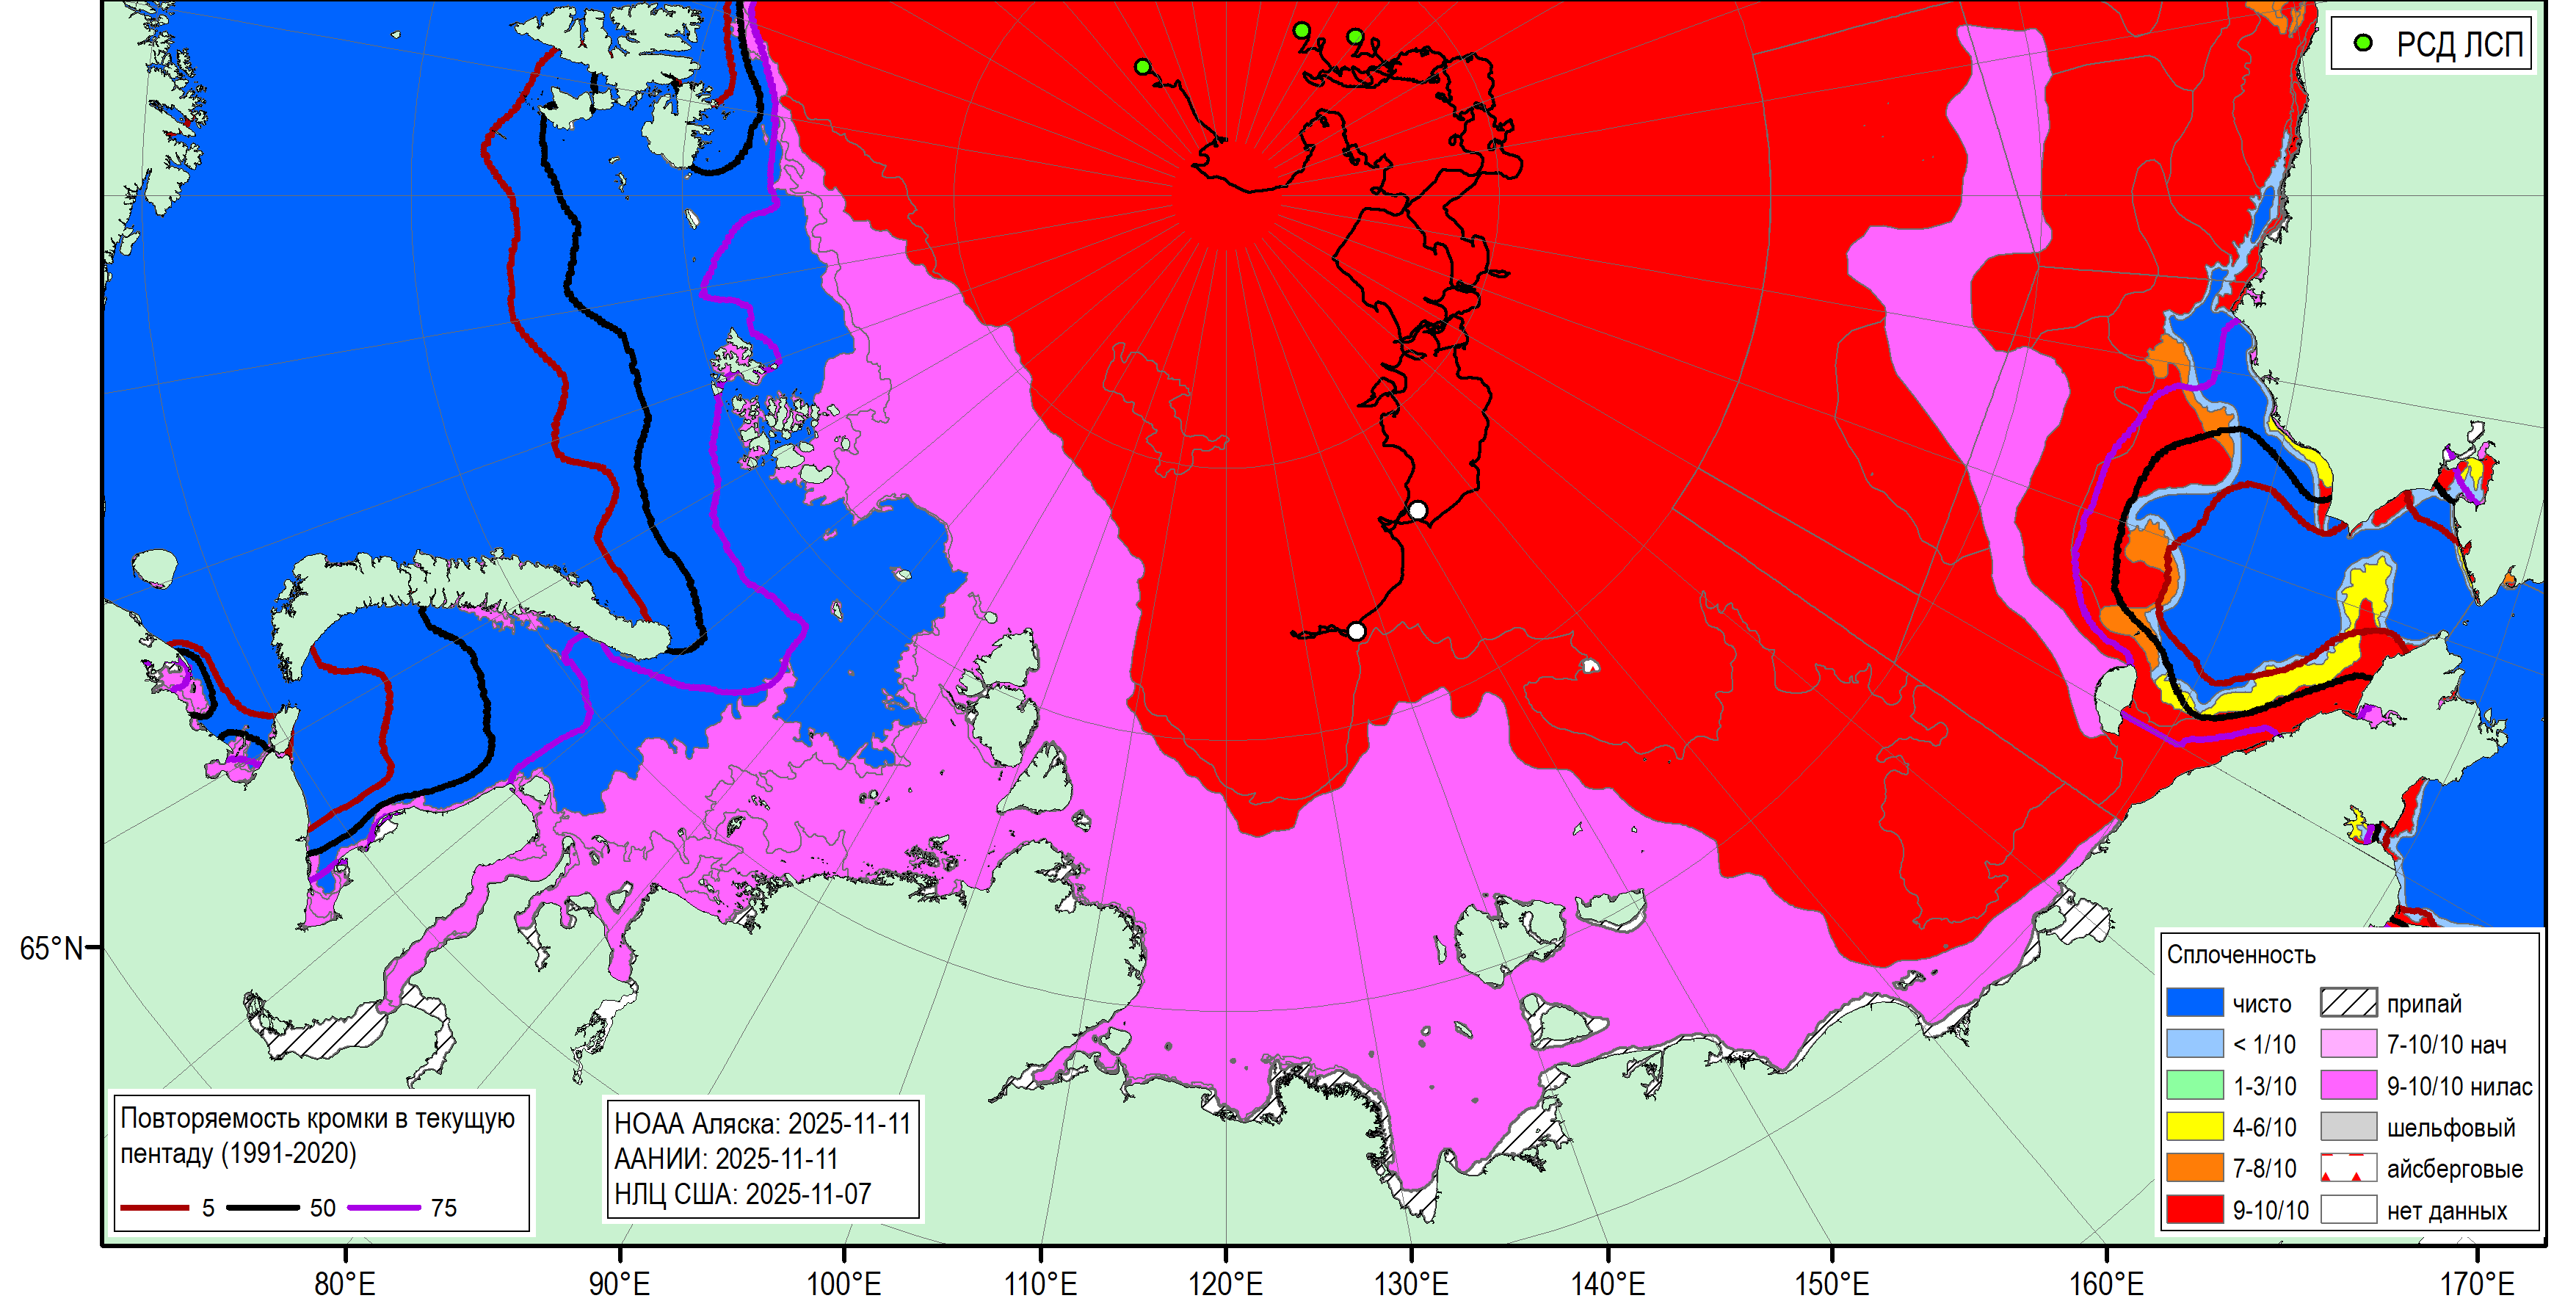 РСД ЛСП
65°N
Сплоченность
чисто
< 1/10
1-3/10
4-6/10
7-8/10
9-10/10
припай
7-10/10 нач
9-10/10 нилас
шельфовый
айсберговые
нет данных
Повторяемость кромки в текущую
пентаду (1991-2020)
5 50 75
НОАА Аляска: 2025-11-11
ААНИИ: 2025-11-11
НЛЦ США: 2025-11-07
80°E 90°E 100°E 110°E 120°E 130°E 140°E 150°E 160°E 170°E